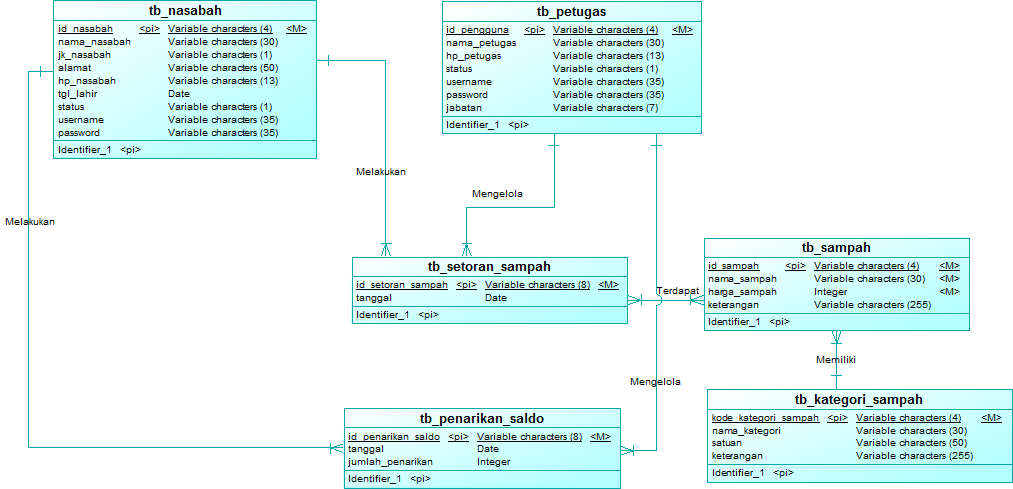 tb_nasabah
id_nasabah <pi> Variable characters (4) <M>
nama_nasabah Variable characters (30)
jk_nasabah Variable characters (1)
alamat Variable characters (50)
hp_nasabah Variable characters (13)
tgl_lahir Date
status Variable characters (1)
username Variable characters (35)
password Variable characters (35)
Identifier_1 <pi>
tb_petugas
id_pengguna <pi> Variable characters (4) <M>
nama_petugas Variable characters (30)
hp_petugas Variable characters (13)
status Variable characters (1)
username Variable characters (35)
password Variable characters (35)
jabatan Variable characters (7)
Identifier_1 <pi>
Melakukan
Mengelola
Melakukan
tb_setoran_sampah
id_setoran_sampah <pi> Variable characters (8) <M>
tanggal Date
Identifier_1 <pi>
Terdapat
tb_sampah
id_sampah <pi> Variable characters (4) <M>
nama_sampah Variable characters (30) <M>
harga_sampah Integer <M>
keterangan Variable characters (255)
Identifier_1 <pi>
Memiliki
Mengelola
tb_kategori_sampah
kode_kategori_sampah <pi> Variable characters (4) <M>
nama_kategori Variable characters (30)
satuan Variable characters (50)
keterangan Variable characters (255)
Identifier_1 <pi>
tb_penarikan_saldo
id_penarikan_saldo <pi> Variable characters (8) <M>
tanggal Date
jumlah_penarikan Integer
Identifier_1 <pi>